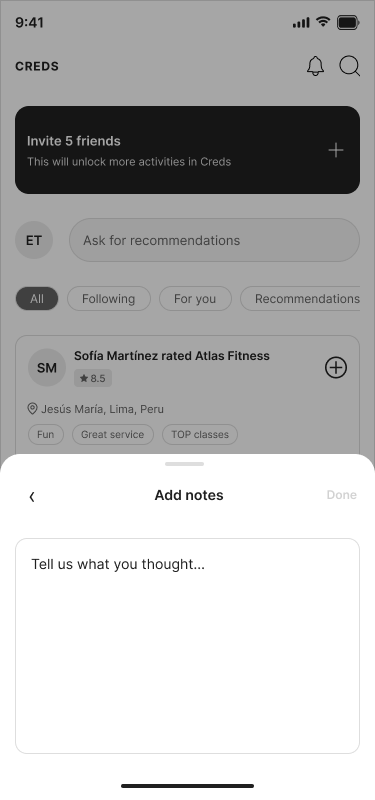 9:41
CREDS
Invite 5 friends
This will unlock more activities in Creds
ET
Ask for recommendations
All
Following
For you
Recommendations
SM
Sofía Martínez rated Atlas Fitness
8.5
Jesús María, Lima, Peru
Fun
Great service
TOP classes
Add notes
Done
Tell us what you thought...